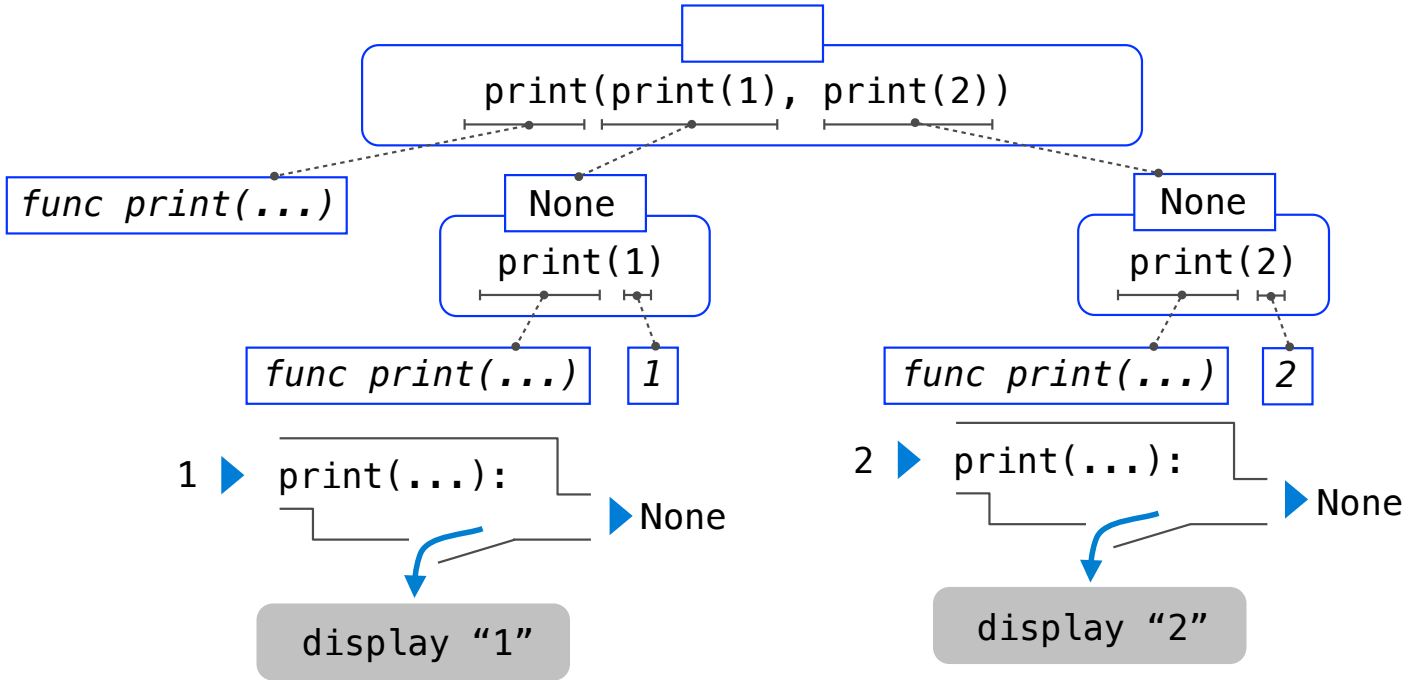 print(print(1), print(2))
func print(...)
None
None
print(1)
print(2)
func print(...)
1
func print(...)
2
1
print(...):
None
2
print(...):
None
display “1”
display “2”